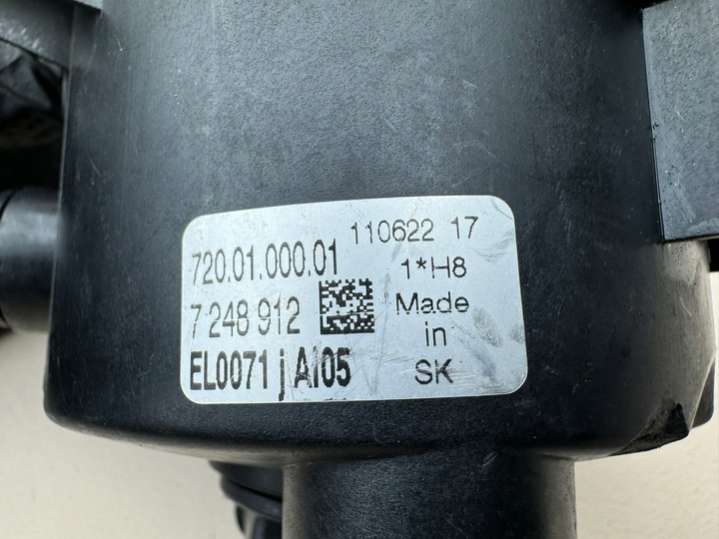 110622 17
720.01.000.01
1*H8
7 248 912
Made
in
EL0071 j AI05
SK